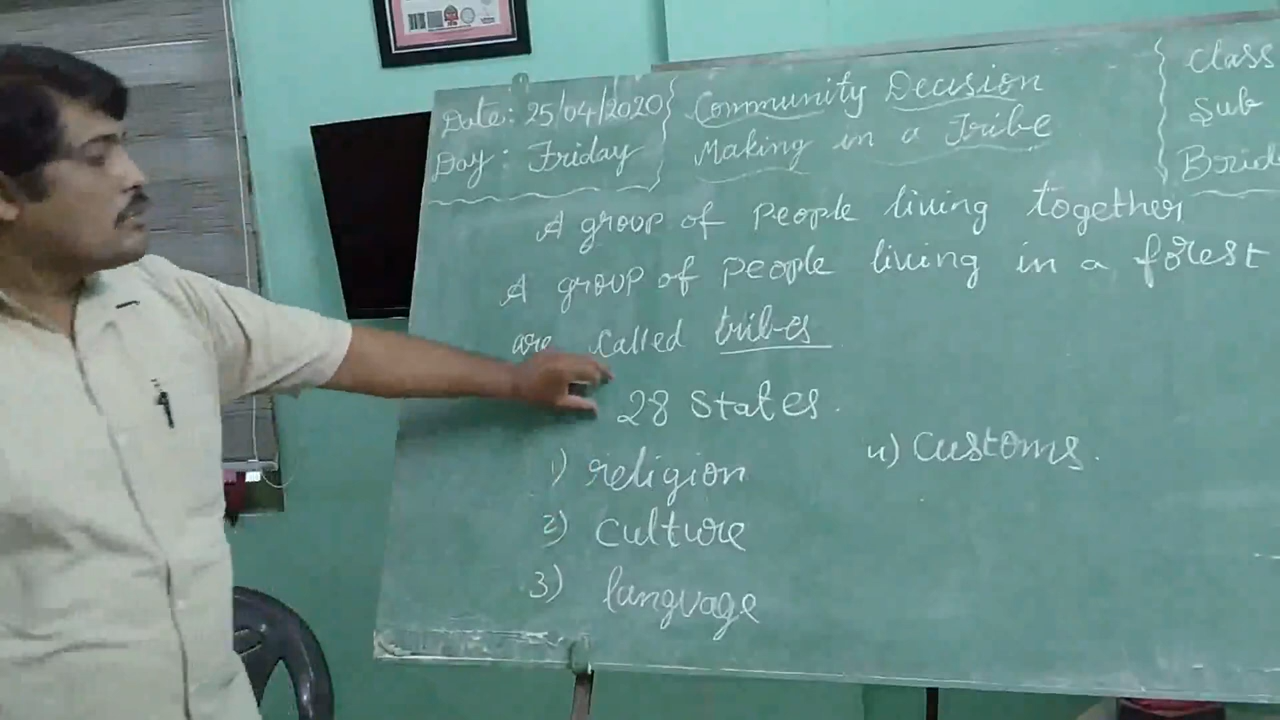 Date: 25/04/2020
Day: Friday
Community Decision
Making in a Tribe
Class
Sub
A group of People living together
A group of people living in a forest
are called tribes
28 States.
1) religion
2) Culture
3) language
4) Customs.